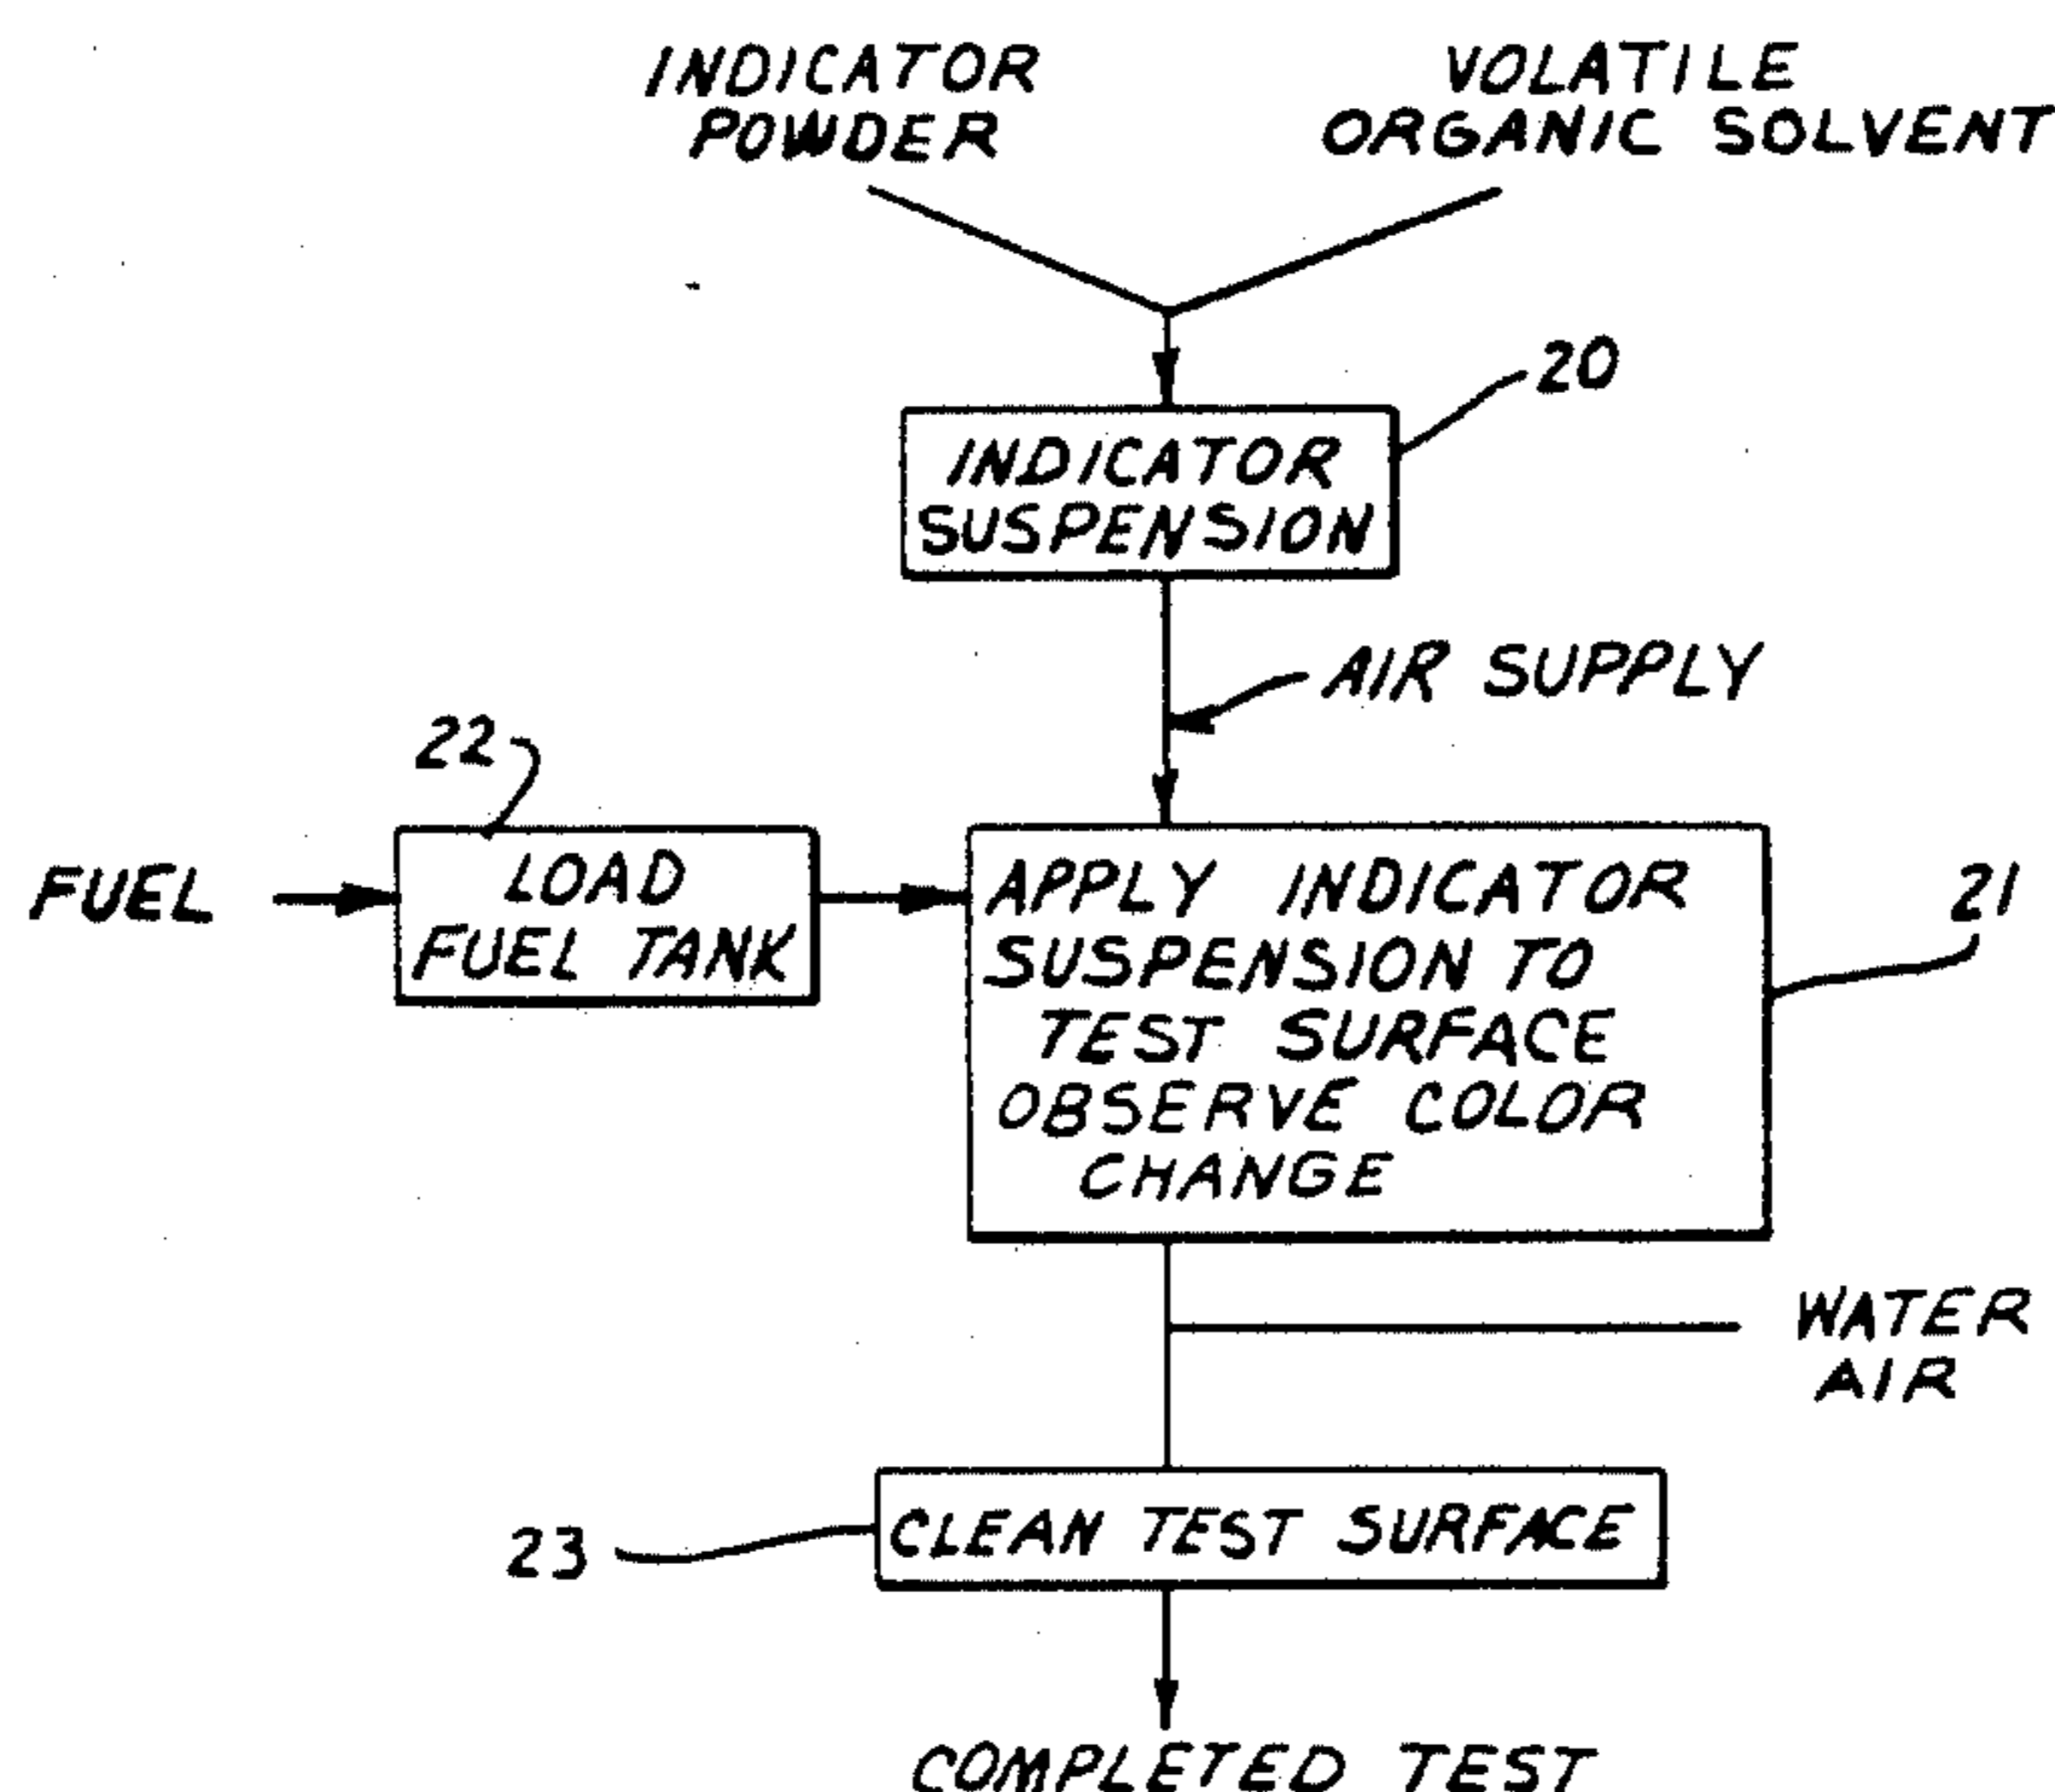 INDICATOR
POWDER
VOLATILE
ORGANIC SOLVENT
20
INDICATOR
SUSPENSION
AIR SUPPLY
22
FUEL
LOAD
FUEL TANK
APPLY INDICATOR
SUSPENSION TO
TEST SURFACE
OBSERVE COLOR
CHANGE
21
WATER
AIR
23
CLEAN TEST SURFACE
COMPLETED TEST